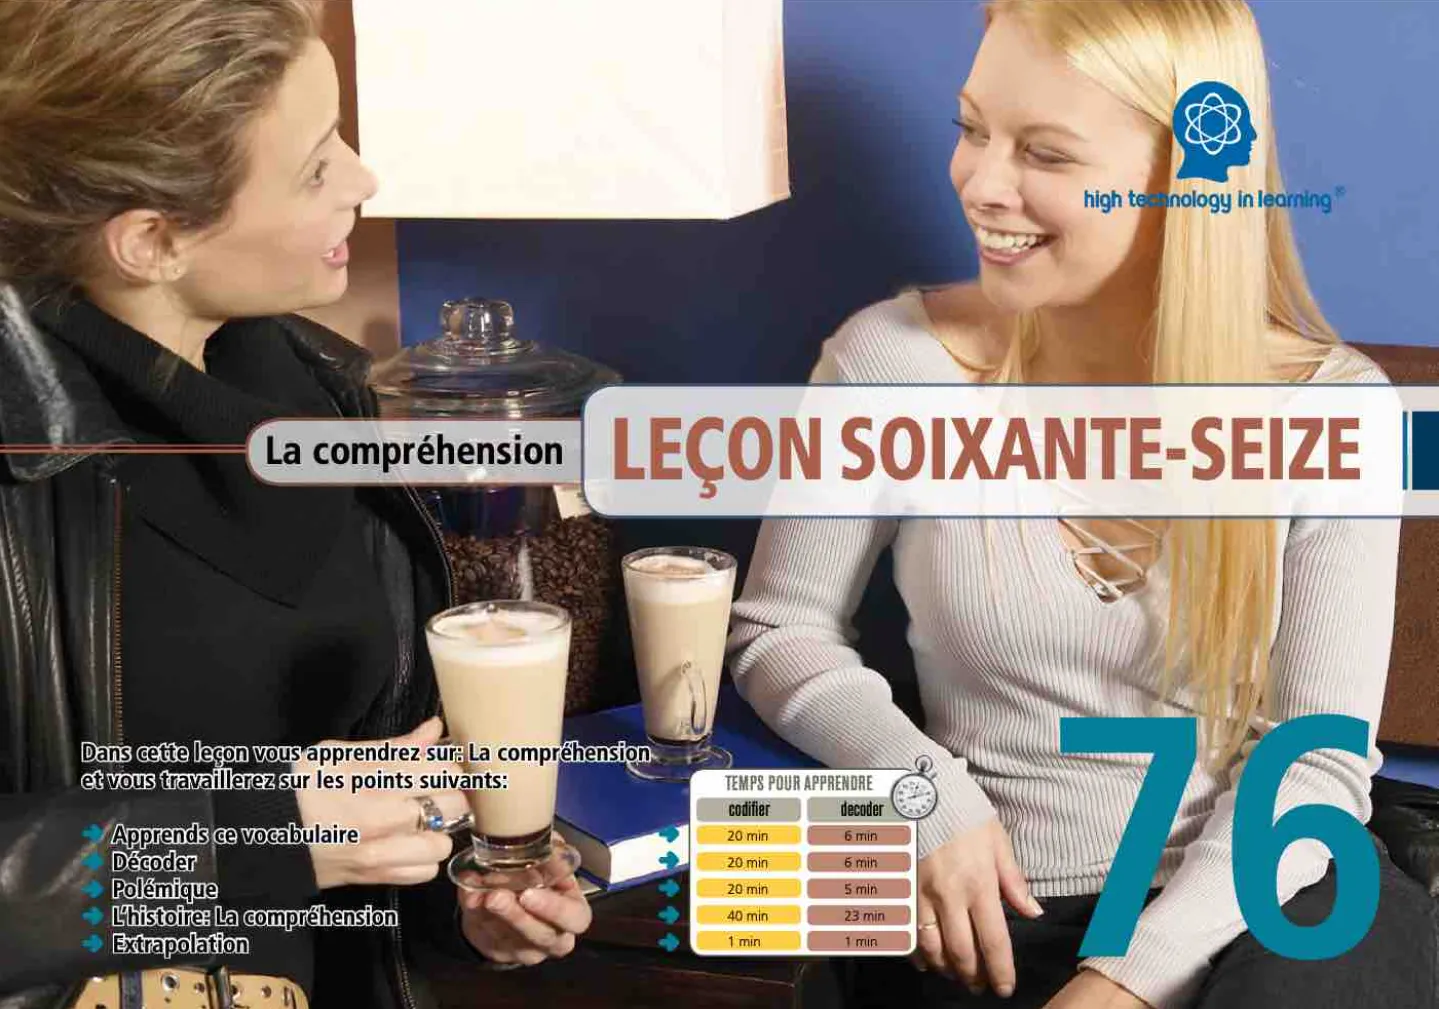 high technology in learning®
La compréhension
LEÇON SOIXANTE-SEIZE
Dans cette leçon vous apprendrez sur: La compréhension
et vous travaillerez sur les points suivants:
Apprends ce vocabulaire
Décoder
Polémique
L'histoire: La compréhension
Extrapolation
TEMPS POUR APPRENDRE
codifier decoder
20 min 6 min
20 min 6 min
20 min 5 min
40 min 23 min
1 min 1 min
76